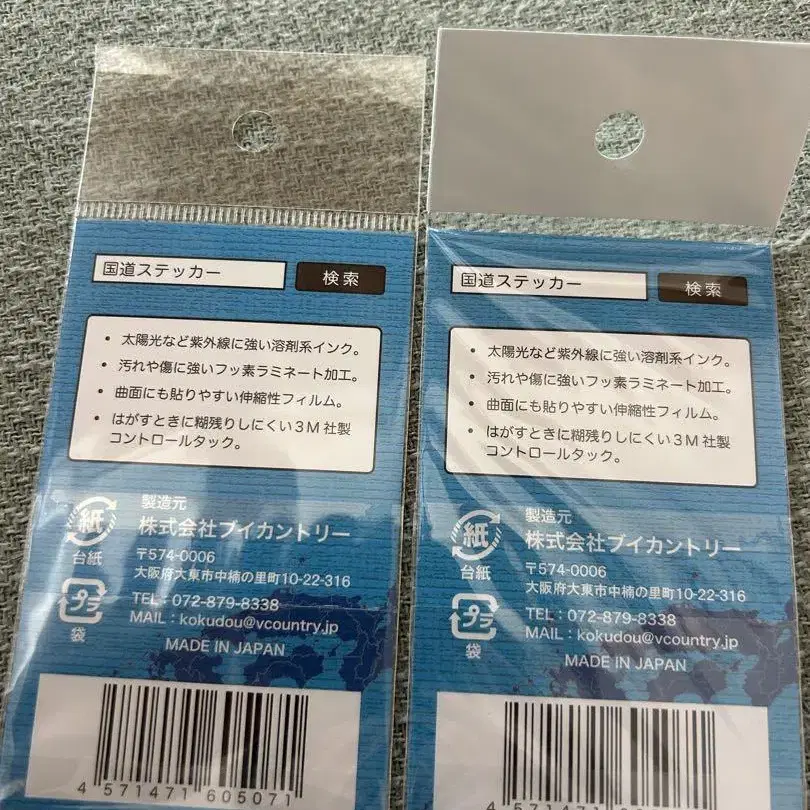 国道ステッカー 検索
• 太陽光など紫外線に強い溶剤系インク。
• 汚れや傷に強いフッ素ラミネート加工。
• 曲面にも貼りやすい伸縮性フィルム。
• はがすときに糊残りしにくい3M社製
コントロールタック。
紙
台紙
プラ
袋
製造元
株式会社ブイカントリー
〒574-0006
大阪府大東市中楠の里町10-22-316
TEL：072-879-8338
MAIL：kokudou@vcountry.jp
MADE IN JAPAN
4 571471 605071
国道ステッカー 検索
• 太陽光など紫外線に強い溶剤系インク。
• 汚れや傷に強いフッ素ラミネート加工。
• 曲面にも貼りやすい伸縮性フィルム。
• はがすときに糊残りしにくい3M社製
コントロールタック。
紙
台紙
プラ
袋
製造元
株式会社ブイカントリー
〒574-0006
大阪府大東市中楠の里町10-22-316
TEL：072-879-8338
MAIL：kokudou@vcountry.jp
MADE IN JAPAN